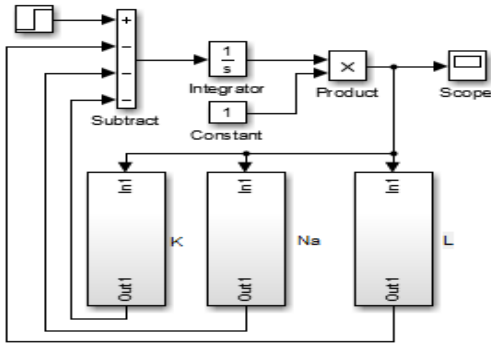 +
−
−
−
Subtract
1
s
Integrator
1
Constant
×
Product
Scope
In1
Out1
K
In1
Out1
Na
In1
Out1
L